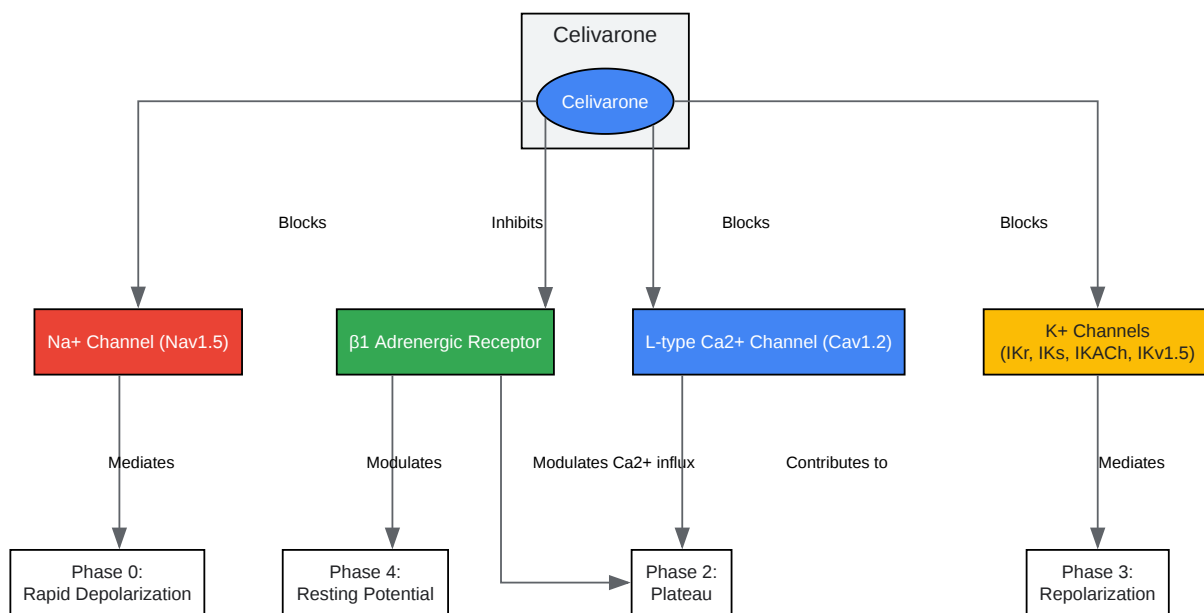 Celivarone
Celivarone
Blocks
Inhibits
Blocks
Blocks
Na+ Channel (Nav1.5)
β1 Adrenergic Receptor
L-type Ca2+ Channel (Cav1.2)
K+ Channels
(IKr, IKs, IKACh, IKv1.5)
Mediates
Modulates
Modulates Ca2+ influx
Contributes to
Mediates
Phase 0:
Rapid Depolarization
Phase 4:
Resting Potential
Phase 2:
Plateau
Phase 3:
Repolarization